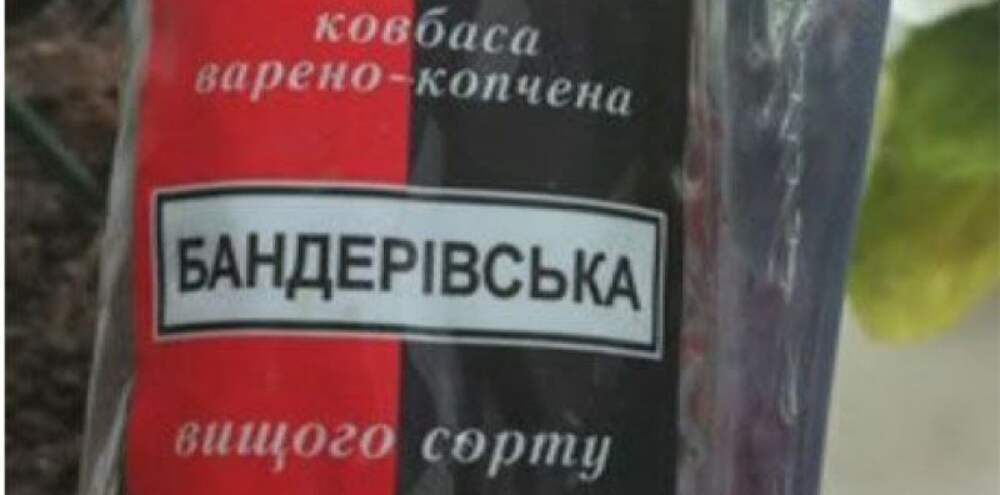 ковбаса
варено-копчена
БАНДЕРІВСЬКА
вищого сорту